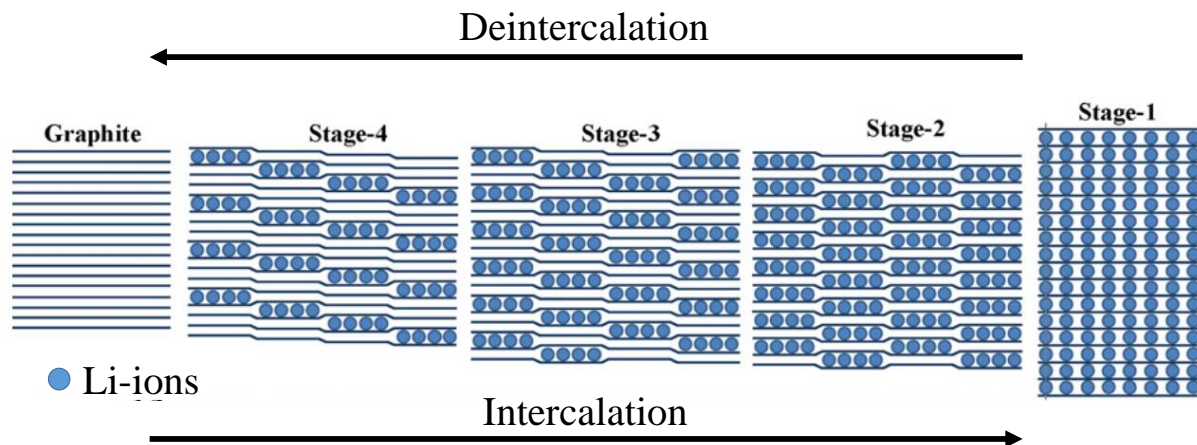 Deintercalation
Graphite
Stage-4
Stage-3
Stage-2
Stage-1
Li-ions
Intercalation